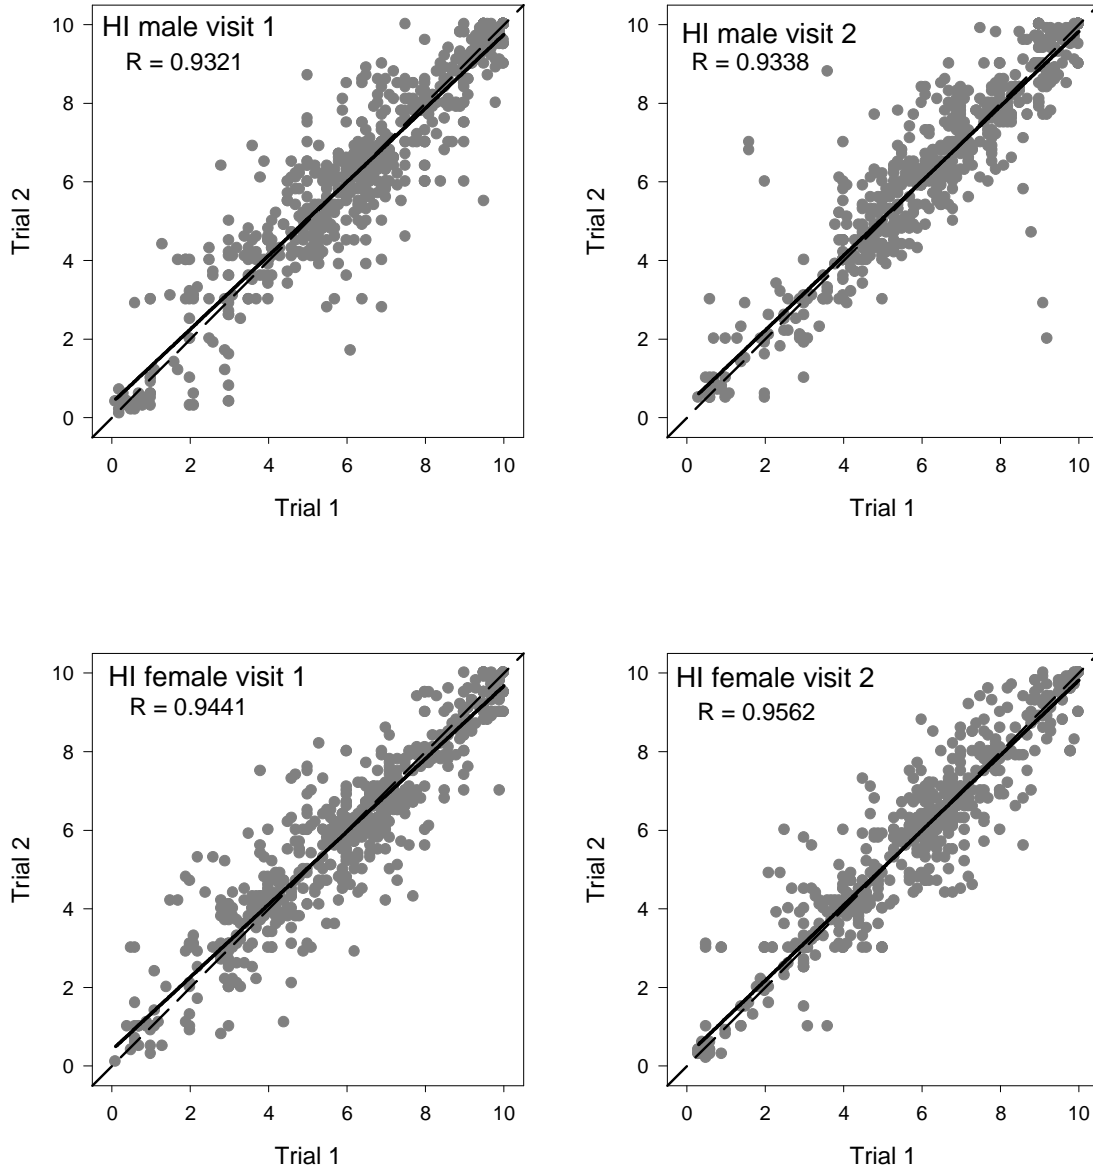 HI male visit 1
R = 0.9321
10
8
6
4
2
0
Trial 2
0 2 4 6 8 10
Trial 1
HI male visit 2
R = 0.9338
10
8
6
4
2
0
Trial 2
0 2 4 6 8 10
Trial 1
HI female visit 1
R = 0.9441
10
8
6
4
2
0
Trial 2
0 2 4 6 8 10
Trial 1
HI female visit 2
R = 0.9562
10
8
6
4
2
0
Trial 2
0 2 4 6 8 10
Trial 1